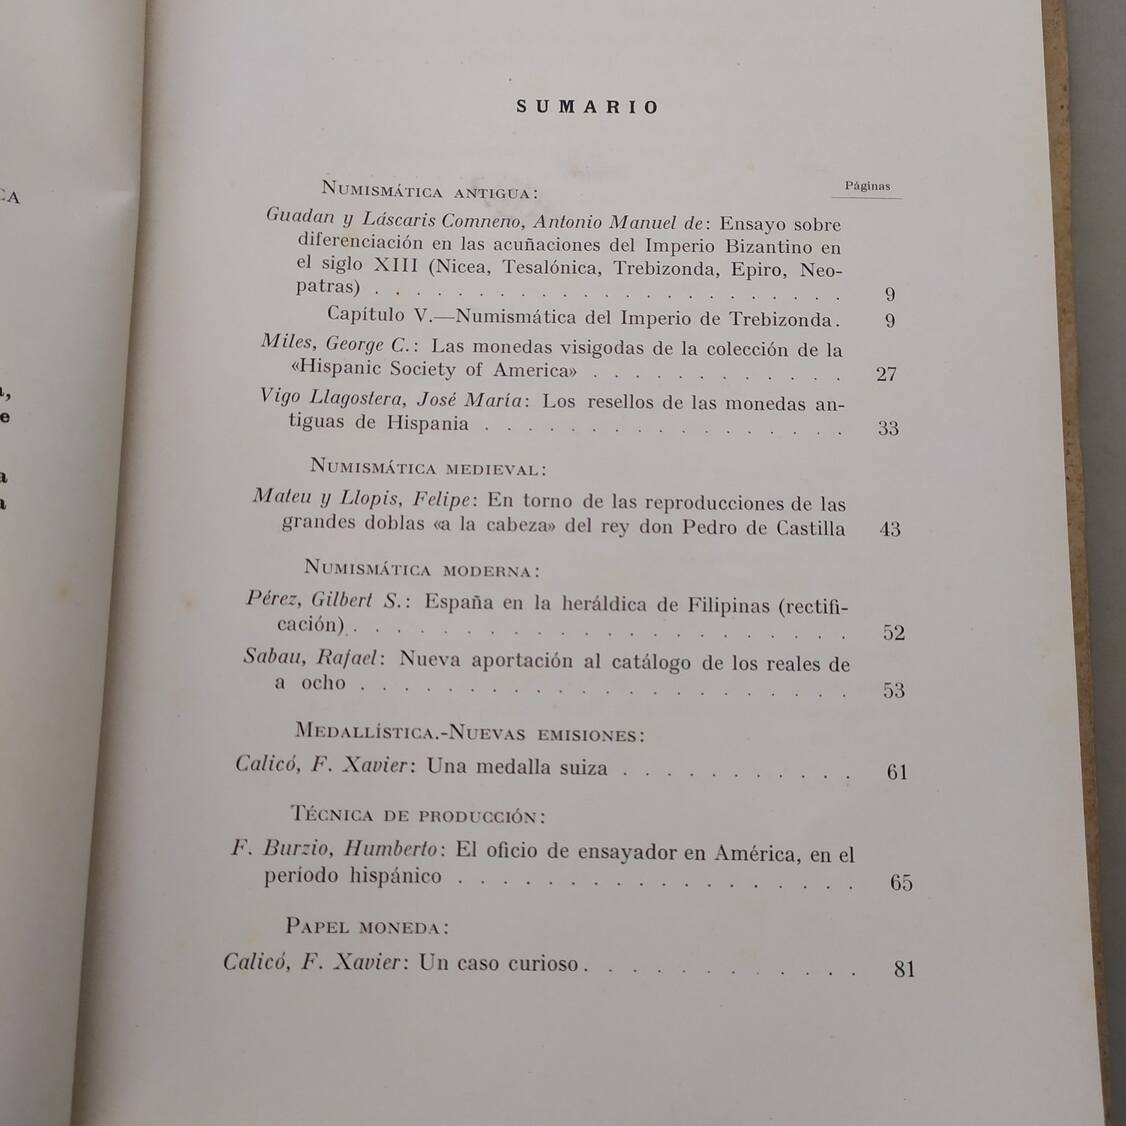 CA
a,
e
a
a
SUMARIO
Páginas
NUMISMÁTICA ANTIGUA:
Guadan y Láscaris Comneno, Antonio Manuel de: Ensayo sobre
diferenciación en las acuñaciones del Imperio Bizantino en
el siglo XIII (Nicea, Tesalónica, Trebizonda, Epiro, Neo-
patras) . . . . . . . . . . . . . . . . . . . . . 9
Capítulo V.—Numismática del Imperio de Trebizonda. 9
Miles, George C.: Las monedas visigodas de la colección de la
«Hispanic Society of America» . . . . . . . . . . . . 27
Vigo Llagostera, José María: Los resellos de las monedas an-
tiguas de Hispania . . . . . . . . . . . . . . . . 33
NUMISMÁTICA MEDIEVAL:
Mateu y Llopis, Felipe: En torno de las reproducciones de las
grandes doblas «a la cabeza» del rey don Pedro de Castilla 43
NUMISMÁTICA MODERNA:
Pérez, Gilbert S.: España en la heráldica de Filipinas (rectifi-
cación) . . . . . . . . . . . . . . . . . . . . . 52
Sabau, Rafael: Nueva aportación al catálogo de los reales de
a ocho . . . . . . . . . . . . . . . . . . . . . 53
MEDALLÍSTICA.-NUEVAS EMISIONES:
Calicó, F. Xavier: Una medalla suiza . . . . . . . . . . . 61
TÉCNICA DE PRODUCCIÓN:
F. Burzio, Humberto: El oficio de ensayador en América, en el
período hispánico . . . . . . . . . . . . . . . . . 65
PAPEL MONEDA:
Calicó, F. Xavier: Un caso curioso . . . . . . . . . . . . 81